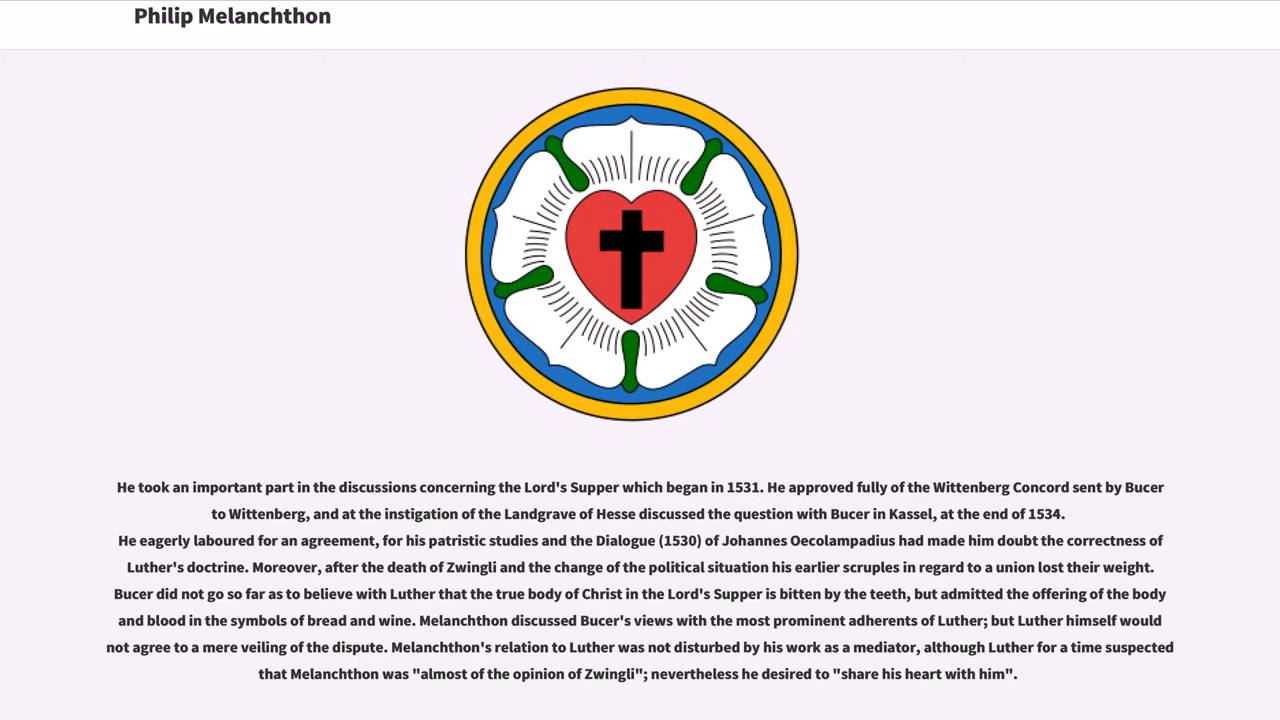 Philip Melanchthon
He took an important part in the discussions concerning the Lord's Supper which began in 1531. He approved fully of the Wittenberg Concord sent by Bucer
to Wittenberg, and at the instigation of the Landgrave of Hesse discussed the question with Bucer in Kassel, at the end of 1534.
He eagerly laboured for an agreement, for his patristic studies and the Dialogue (1530) of Johannes Oecolampadius had made him doubt the correctness of
Luther's doctrine. Moreover, after the death of Zwingli and the change of the political situation his earlier scruples in regard to a union lost their weight.
Bucer did not go so far as to believe with Luther that the true body of Christ in the Lord's Supper is bitten by the teeth, but admitted the offering of the body
and blood in the symbols of bread and wine. Melanchthon discussed Bucer's views with the most prominent adherents of Luther; but Luther himself would
not agree to a mere veiling of the dispute. Melanchthon's relation to Luther was not disturbed by his work as a mediator, although Luther for a time suspected
that Melanchthon was "almost of the opinion of Zwingli"; nevertheless he desired to "share his heart with him".